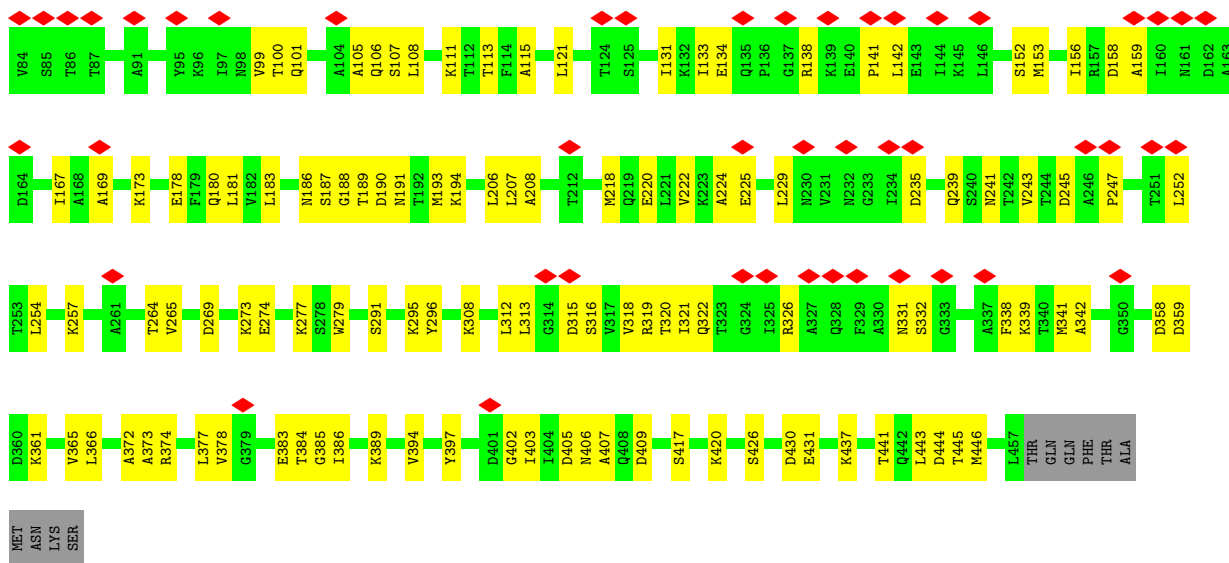 V84 S85 T86 T87 A91 Y95 K96 I97 N98 V99 T100 Q101 A104 A105 Q106 S107 L108 K111 T112 T113 F114 A115 L121 T124 S125 I131 K132 I133 E134 Q135 P136 G137 R138 K139 E140 P141 L142 E143 I144 K145 L146 S152 M153 I156 R157 D158 A159 I160 N161 D162 A163
D164 I167 A168 A169 K173 E178 F179 Q180 L181 V182 L183 N186 S187 G188 T189 D190 N191 T192 M193 K194 L206 L207 A208 T212 M218 Q219 E220 L221 V222 K223 A224 E225 L229 N230 V231 N232 G233 I234 D235 Q239 S240 N241 T242 V243 T244 D245 A246 P247 T251 L252
T253 L254 K257 A261 T264 V265 D269 K273 E274 K277 S278 W279 S291 K295 Y296 K308 L312 L313 G314 D315 S316 V317 V318 R319 T320 I321 Q322 T323 G324 I325 R326 A327 Q328 F329 A330 N331 S332 G333 A337 F338 K339 T340 M341 A342 G350 D358 D359
D360 K361 V365 L366 A372 A373 R374 L377 V378 G379 E383 T384 G385 I386 K389 V394 Y397 D401 G402 I403 I404 D405 N406 A407 Q408 D409 S417 K420 S426 D430 E431 K437 T441 Q442 L443 D444 T445 M446 L457 THR GLN GLN PHE THR ALA
MET ASN LYS SER